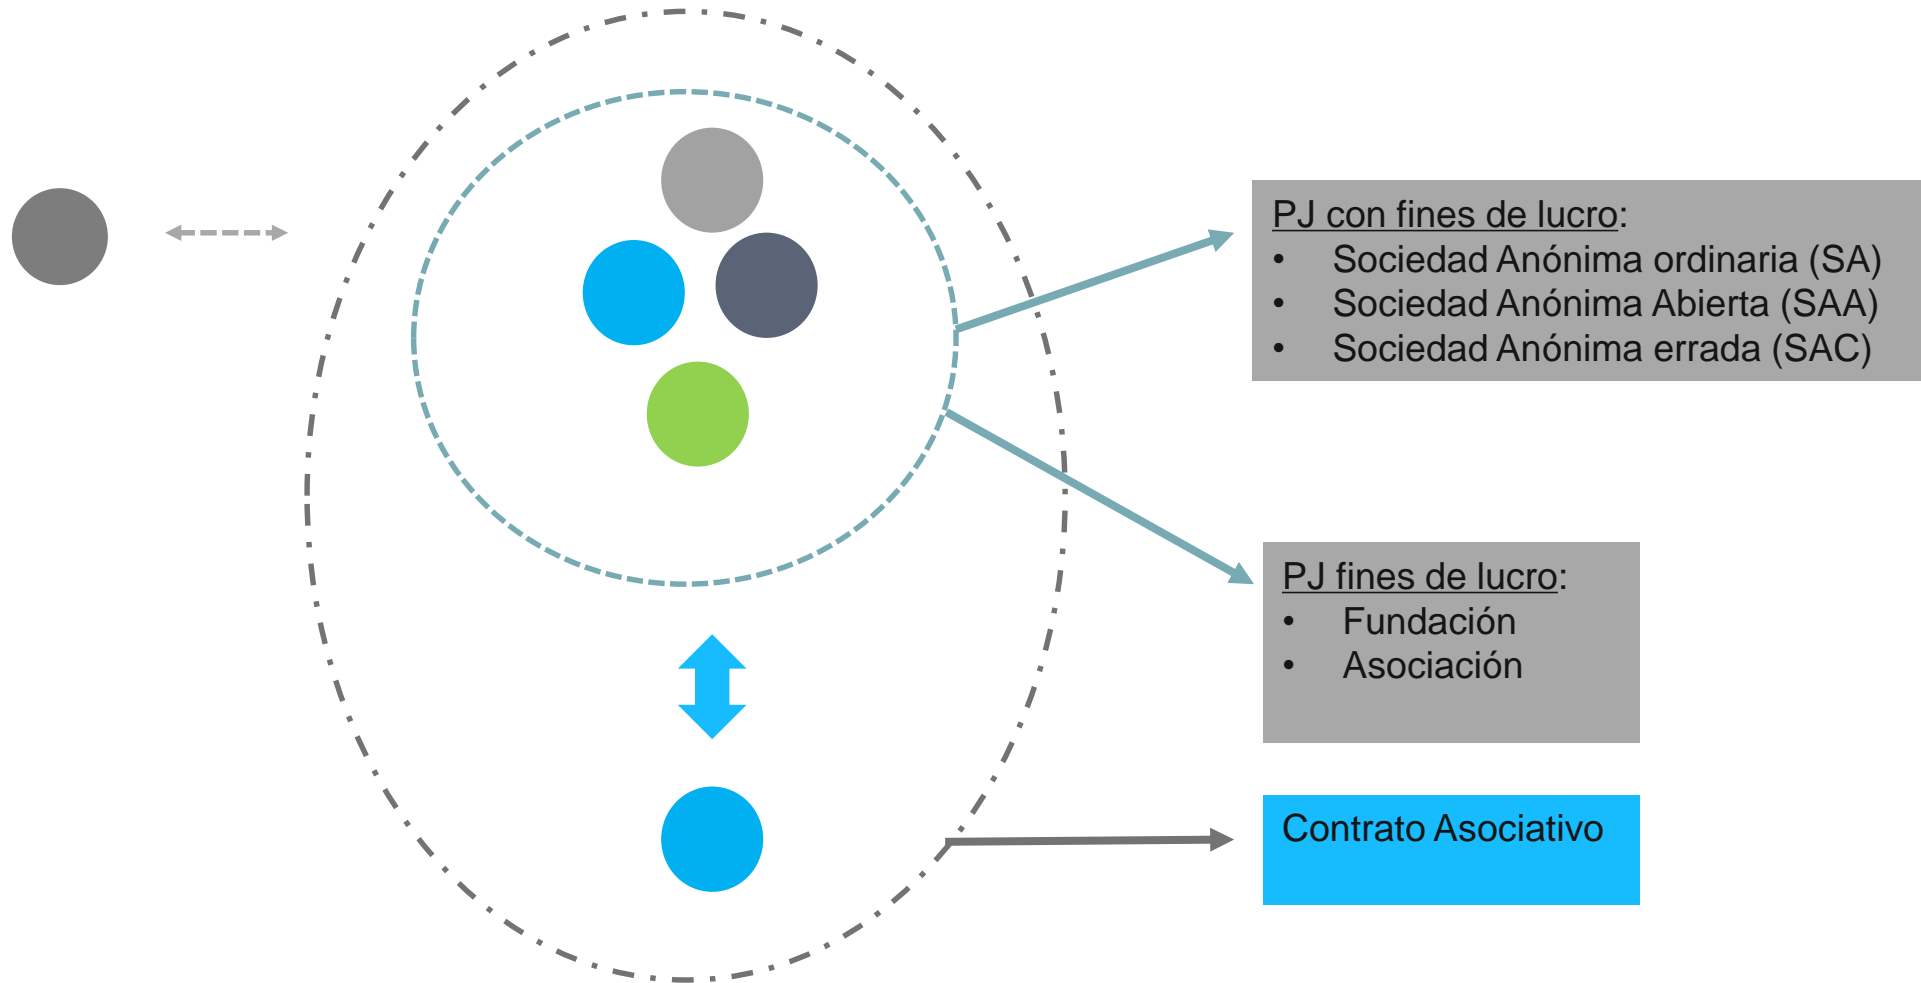 PJ con fines de lucro:
• Sociedad Anónima ordinaria (SA)
• Sociedad Anónima Abierta (SAA)
• Sociedad Anónima errada (SAC)
PJ fines de lucro:
• Fundación
• Asociación
Contrato Asociativo